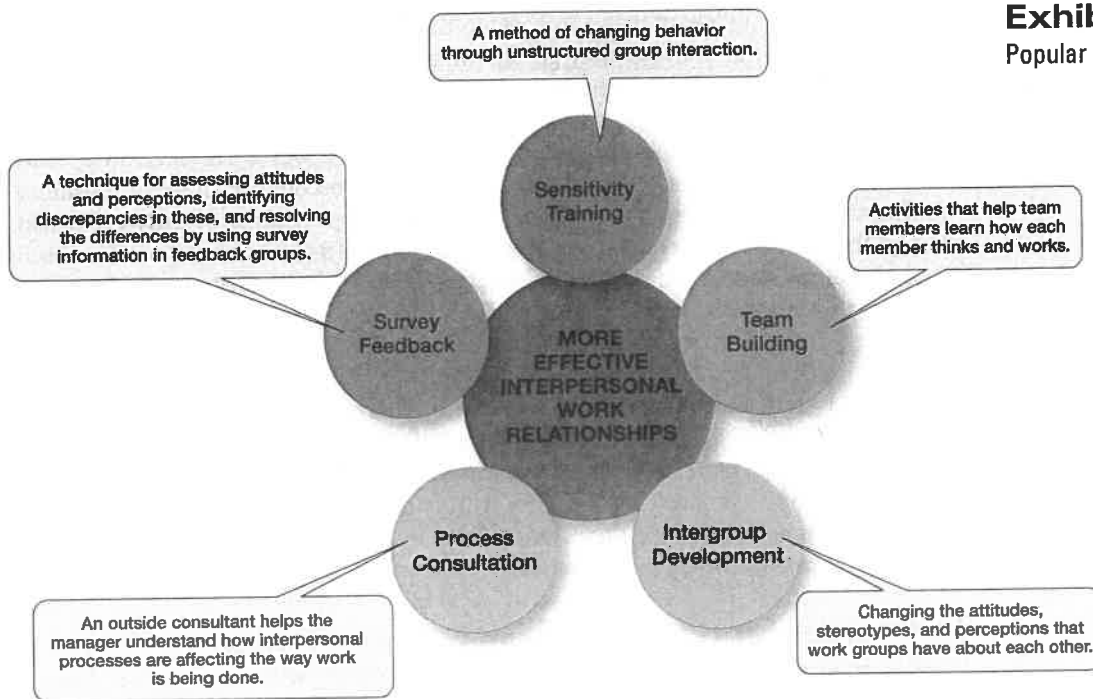 Exhib
Popular
A method of changing behavior
through unstructured group interaction.
Sensitivity
Training
A technique for assessing attitudes
and perceptions, identifying
discrepancies in these, and resolving
the differences by using survey
information in feedback groups.
Activities that help team
members learn how each
member thinks and works.
Survey
Feedback
MORE
EFFECTIVE
INTERPERSONAL
WORK
RELATIONSHIPS
Team
Building
Process
Consultation
Intergroup
Development
An outside consultant helps the
manager understand how interpersonal
processes are affecting the way work
is being done.
Changing the attitudes,
stereotypes, and perceptions that
work groups have about each other.